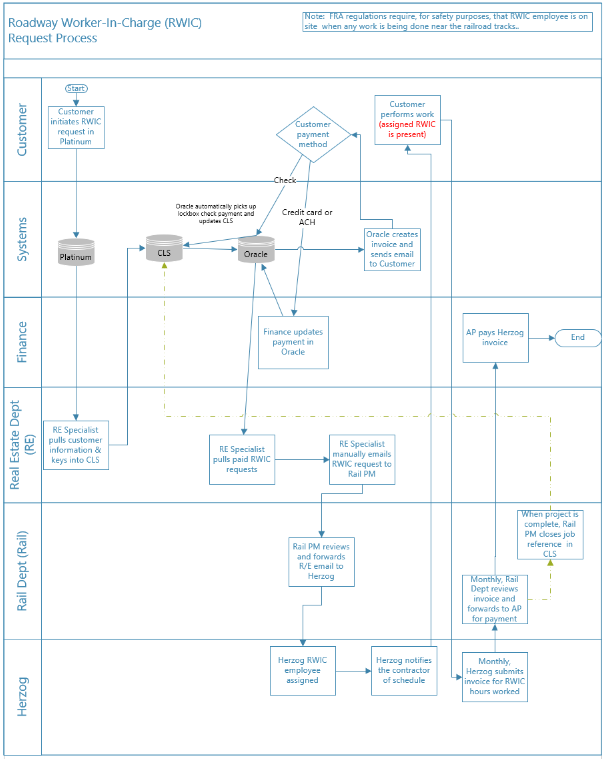 Roadway Worker-In-Charge (RWIC)
Request Process
Note: FRA regulations require, for safety purposes, that RWIC employee is on
site when any work is being done near the railroad tracks..
Customer
Start
Customer
initiates RWIC
request in
Platinum
Customer
payment
method
Customer
performs work
(assigned RWIC
is present)
Systems
Check
Oracle automatically picks up
lockbox check payment and
updates CLS
Credit card or
ACH
Platinum
CLS
Oracle
Oracle creates
invoice and
sends email
to Customer
Finance
Finance updates
payment in
Oracle
AP pays Herzog
invoice
End
Real Estate Dept
(RE)
RE Specialist
pulls customer
information &
keys into CLS
RE Specialist
pulls paid RWIC
requests
RE Specialist
manually emails
RWIC request to
Rail PM
Rail Dept (Rail)
Rail PM reviews
and forwards
R/E email to
Herzog
When project is
complete, Rail
PM closes job
reference in
CLS
Monthly, Rail
Dept reviews
invoice and
forwards to AP
for payment
Herzog
Herzog RWIC
employee
assigned
Herzog notifies
the contractor
of schedule
Monthly,
Herzog submits
invoice for RWIC
hours worked